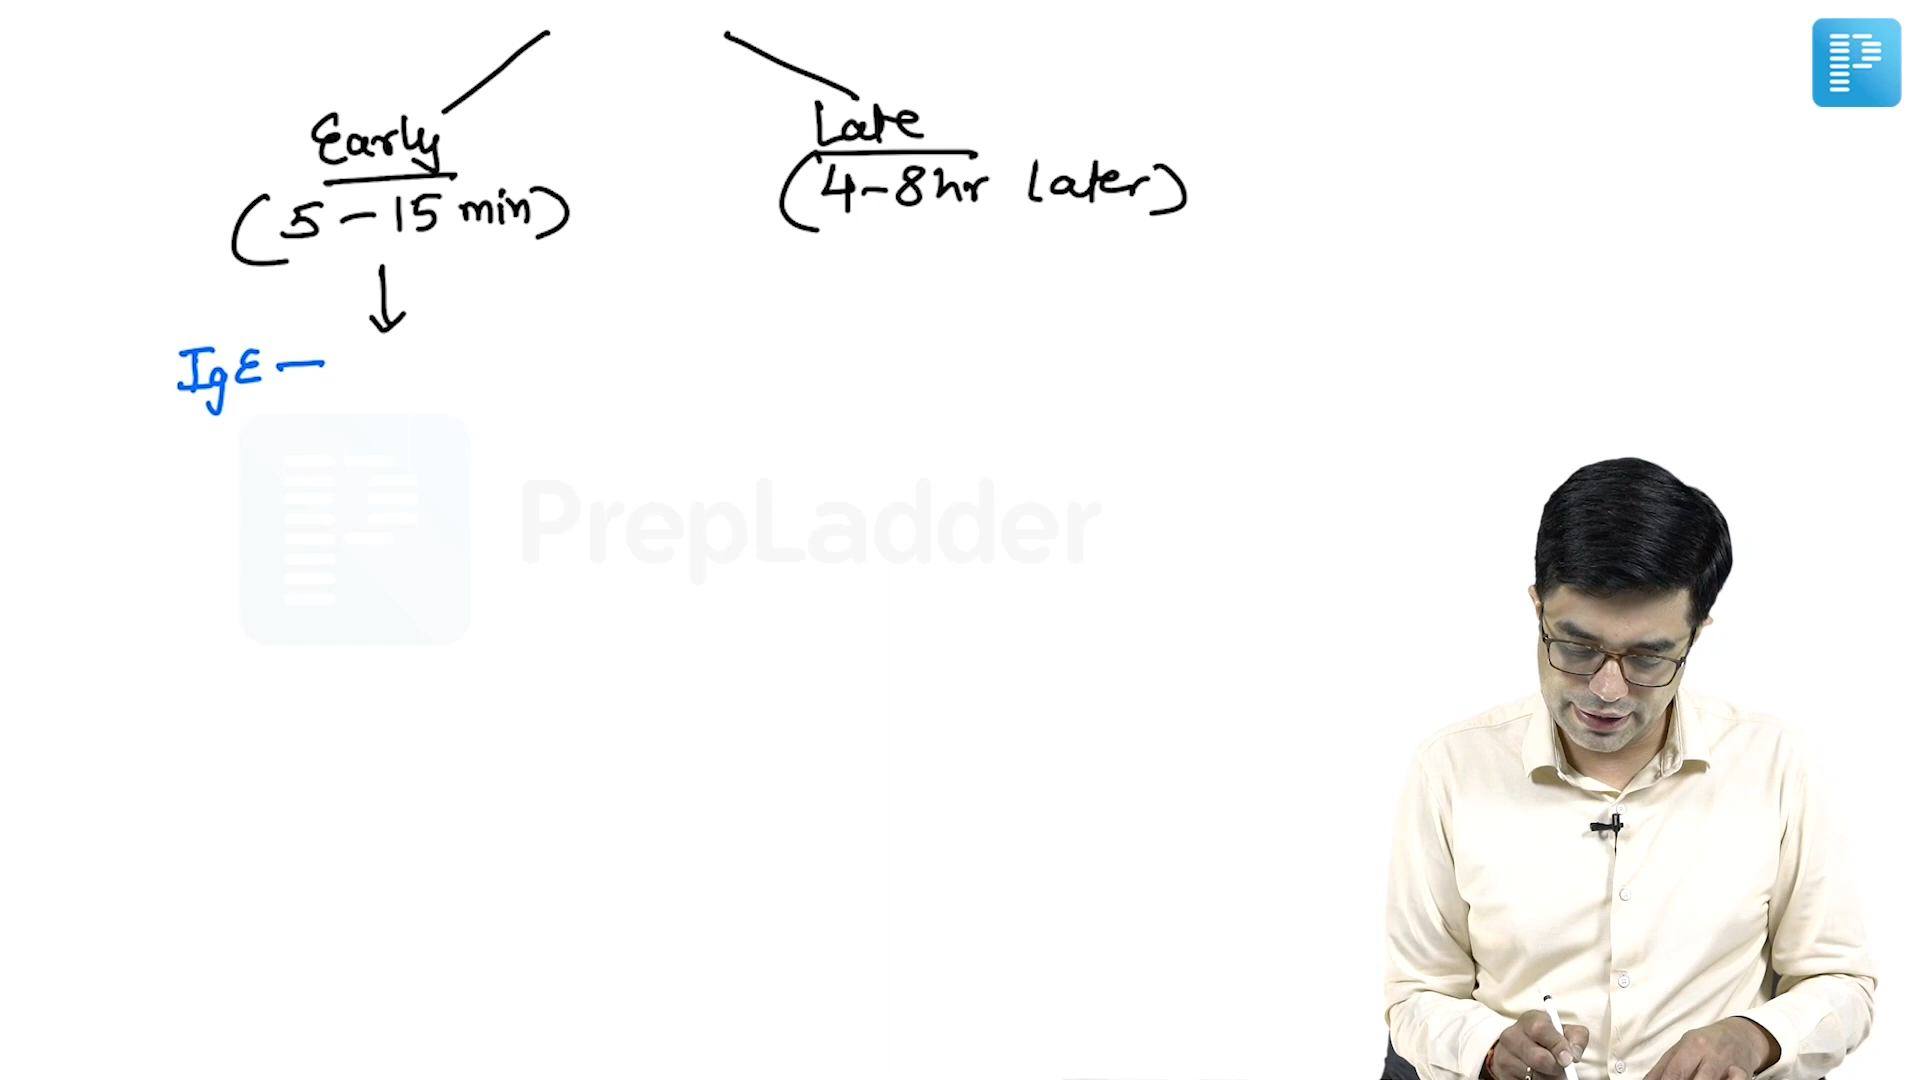 Early
(5-15 min)
Late
(4-8hr later)
IgE -
PrepLadder